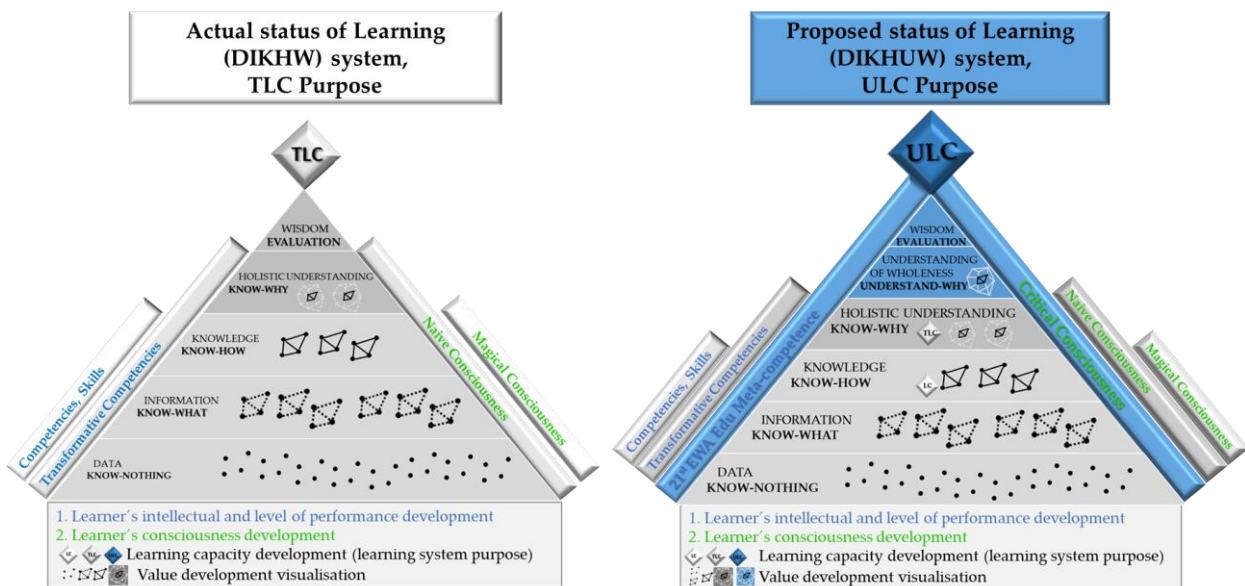 Actual status of Learning
(DIKHW) system,
TLC Purpose
TLC
WISDOM
EVALUATION
HOLISTIC UNDERSTANDING
KNOW-WHY
KNOWLEDGE
KNOW-HOW
INFORMATION
KNOW-WHAT
DATA
KNOW-NOTHING
Competencies, Skills
Transformative Competencies
Naive Consciousness
Magical Consciousness
1. Learner's intellectual and level of performance development
2. Learner's consciousness development
LC TLC ULC Learning capacity development (learning system purpose)
Value development visualisation
Proposed status of Learning
(DIKHUW) system,
ULC Purpose
ULC
WISDOM
EVALUATION
UNDERSTANDING
OF WHOLENESS
UNDERSTAND-WHY
HOLISTIC UNDERSTANDING
KNOW-WHY
TLC
KNOWLEDGE
KNOW-HOW
LC
INFORMATION
KNOW-WHAT
DATA
KNOW-NOTHING
Competencies, Skills
Transformative Competencies
21st EWA Edu Meta-competence
Critical Consciousness
Naive Consciousness
Magical Consciousness
1. Learner's intellectual and level of performance development
2. Learner's consciousness development
LC TLC ULC Learning capacity development (learning system purpose)
Value development visualisation